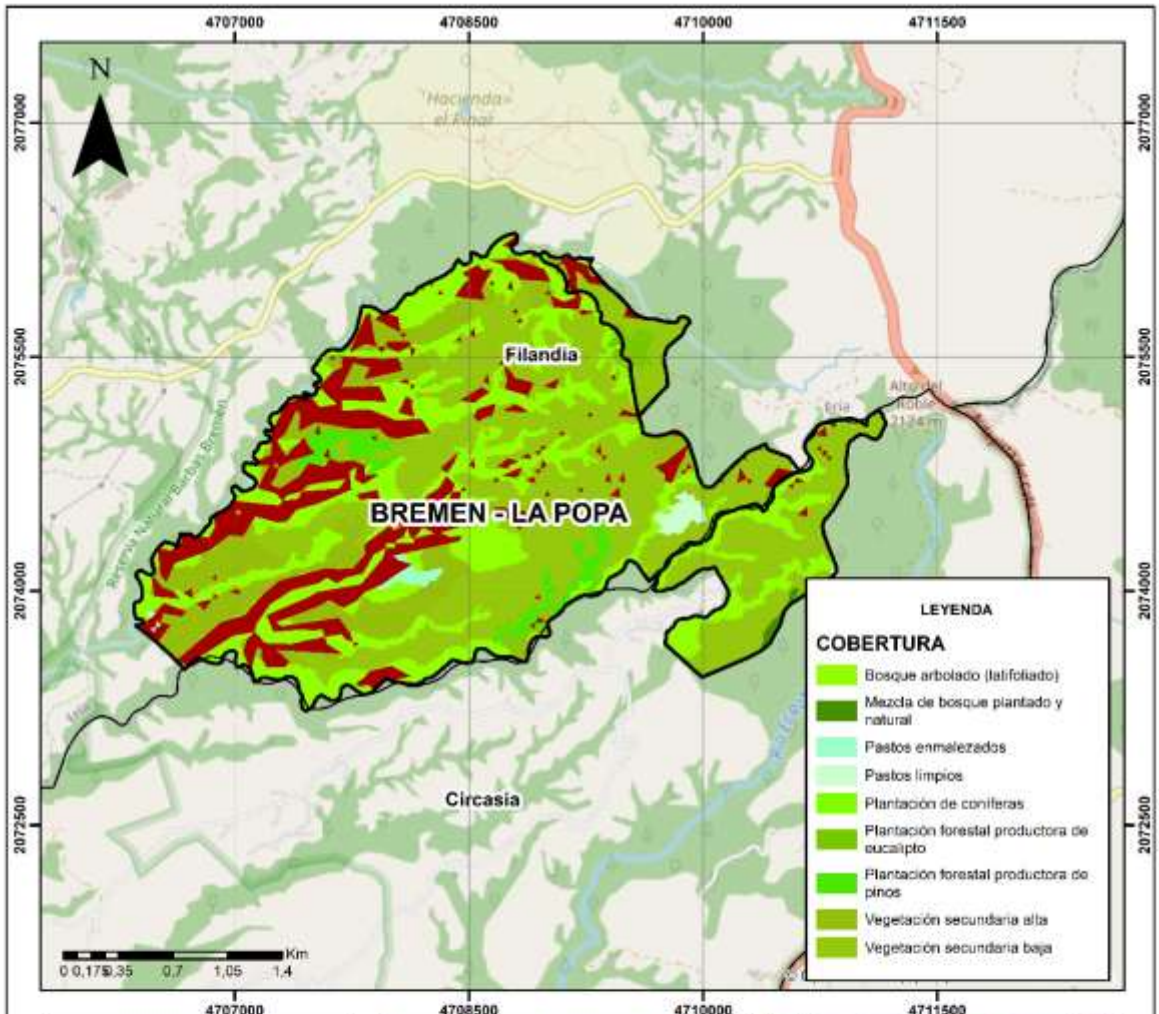 4707000
4708500
4710000
4711500
N
Hacienda
el Final
2077000
2077000
2075500
2075500
Filandia
Alto del
Roble
2124 m
BREMEN - LA POPA
2074000
2074000
LEYENDA
COBERTURA
Bosque arbolado (latifoliado)
Mezcla de bosque plantado y
natural
Pastos enmalezados
Pastos limpios
Plantación de coníferas
Plantación forestal productora de
eucalipto
Plantación forestal productora de
pinos
Vegetación secundaria alta
Vegetación secundaria baja
Circasia
2072500
2072500
Km
0 0,175 0,35 0,7 1,05 1,4
4707000
4708500
4710000
4711500